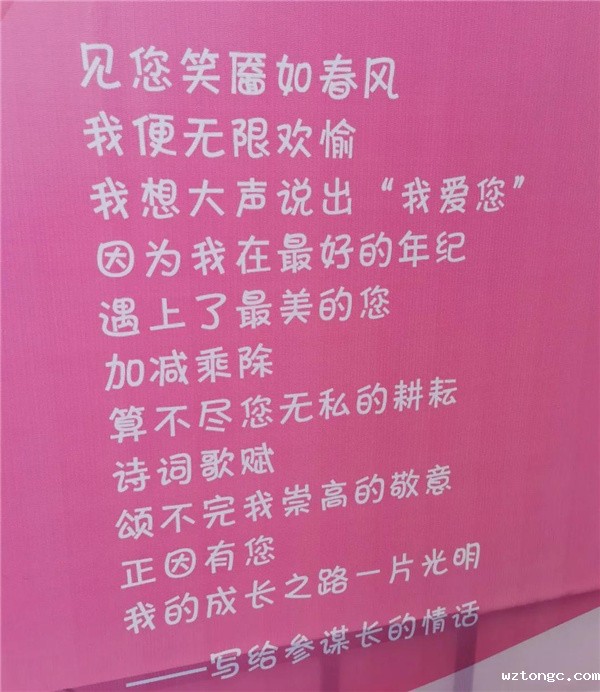 见您笑靥如春风
我便无限欢愉
我想大声说出“我爱您”
因为我在最好的年纪
遇上了最美的您
加减乘除
算不尽您无私的耕耘
诗词歌赋
颂不完我崇高的敬意
正因有您
我的成长之路一片光明
——写给参谋长的情话
wztongc.com